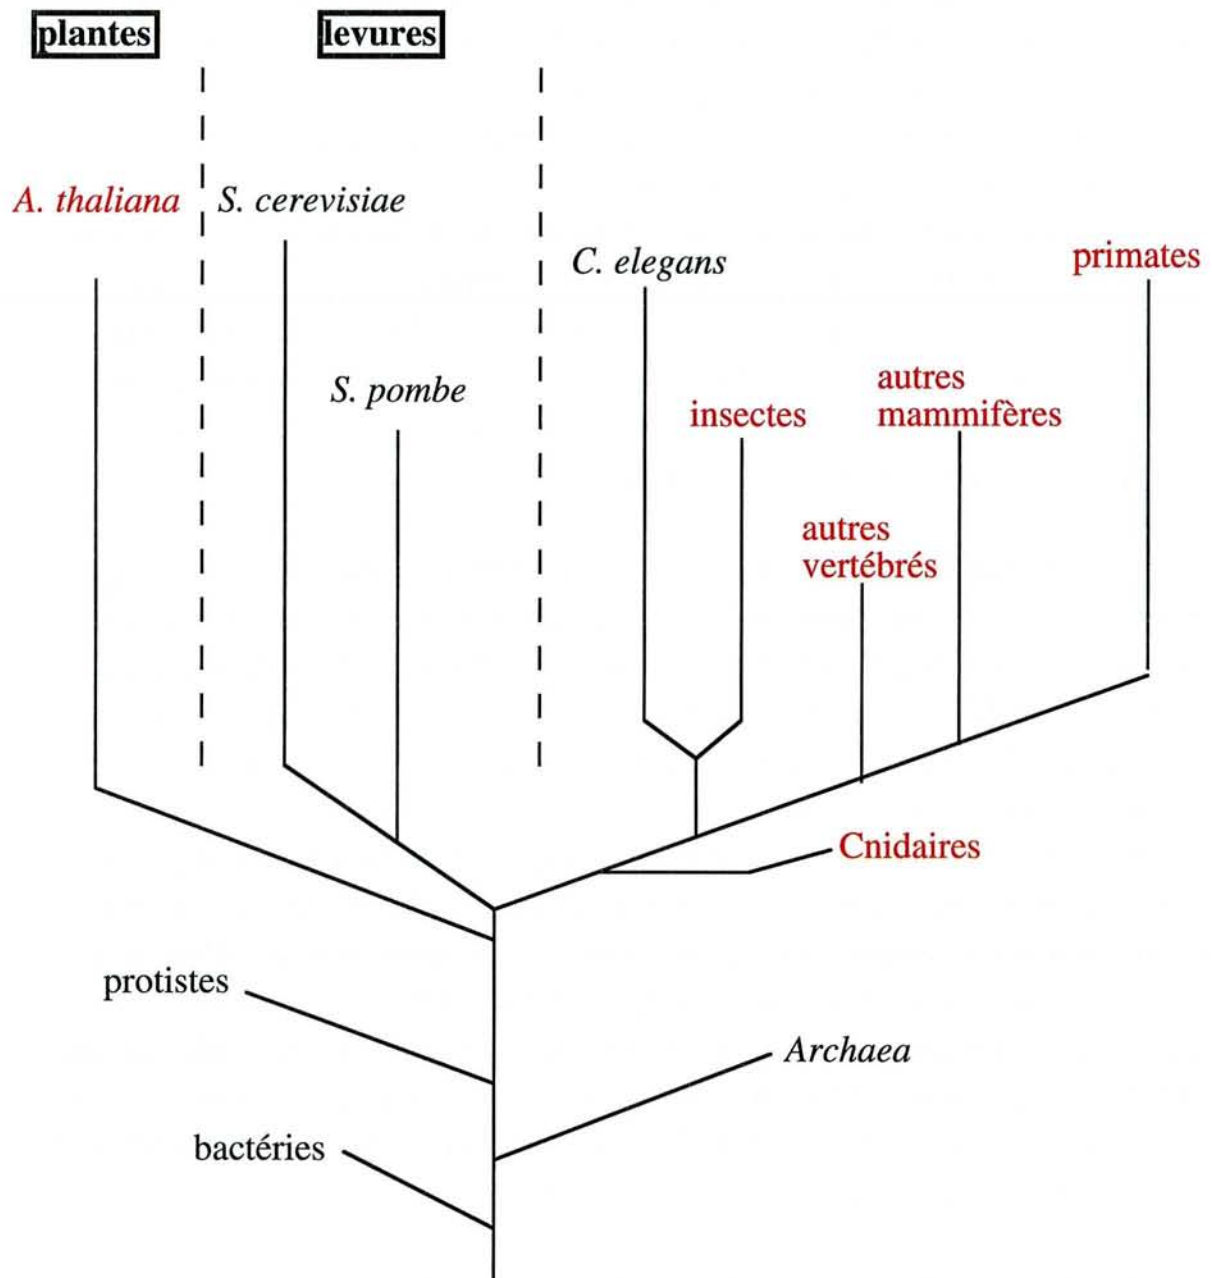 plantes
levures
A. thaliana
S. cerevisiae
C. elegans
primates
S. pombe
autres
mammifères
insectes
autres
vertébrés
Cnidaires
protistes
Archaea
bactéries